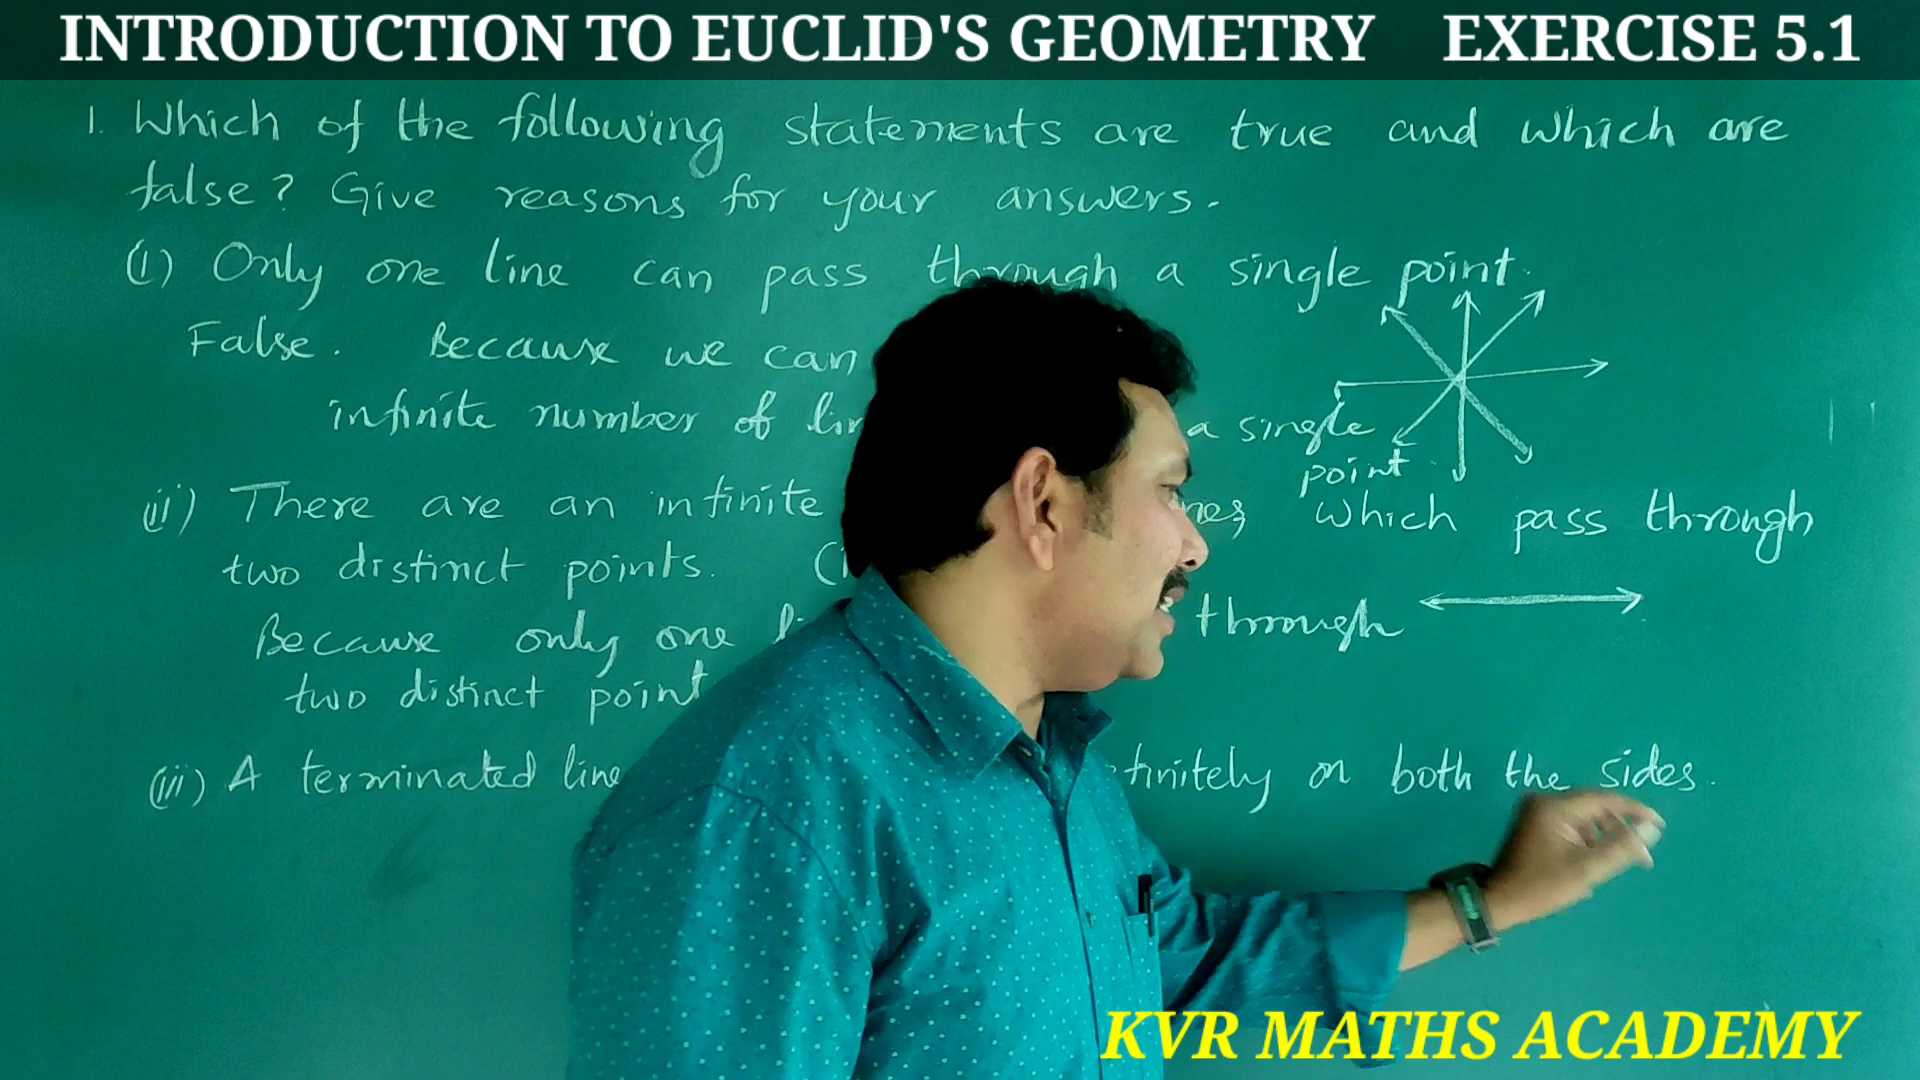 INTRODUCTION TO EUCLID'S GEOMETRY EXERCISE 5.1
1. Which of the following statements are true and which are
false? Give reasons for your answers.
(i) Only one line can pass through a single point.
False. Because we can
infinite number of a single
point.
(ii) There are an infinite which pass through
two distinct points.
Because only one through
two distinct point
(iii) A terminated line on both the sides.
KVR MATHS ACADEMY